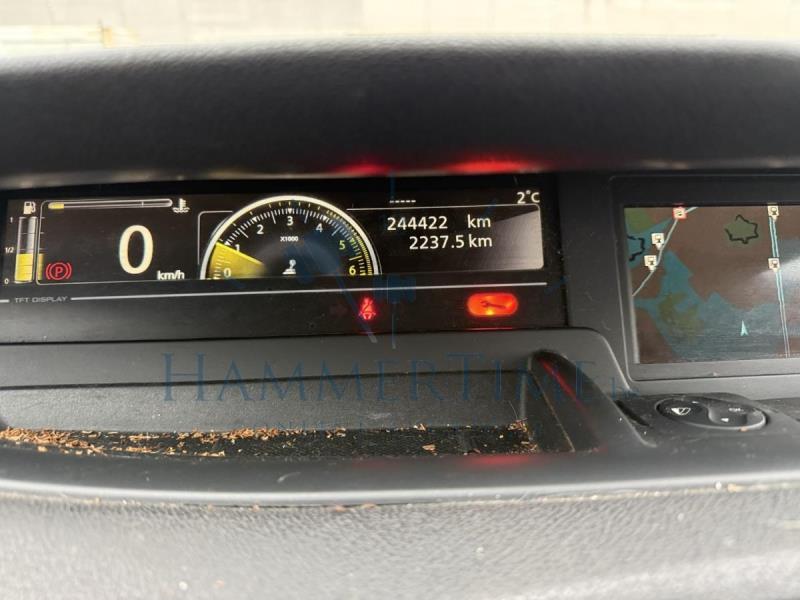 -----
2°C
244422 km
2237.5 km
1
1/2
0
P
0
km/h
0 1 2 3 4 5 6
X1000
TFT DISPLAY
HAMMERTIME